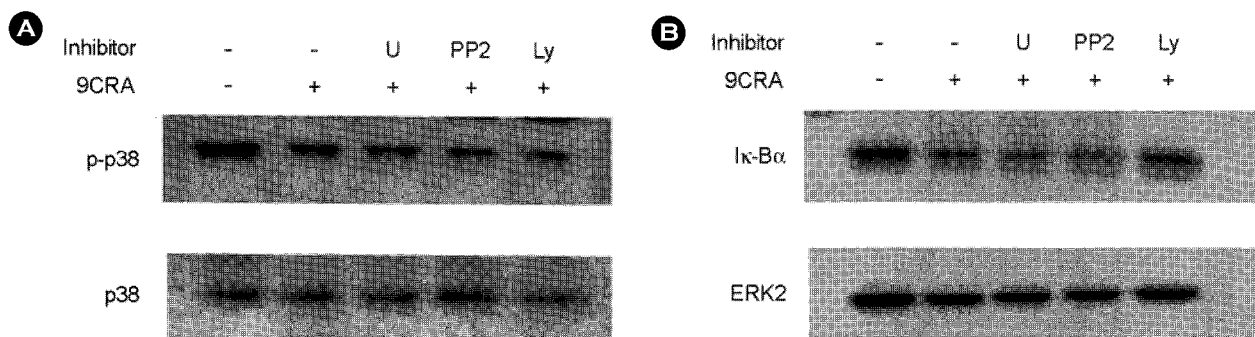 A
Inhibitor - - U PP2 Ly
9CRA - + + + +
p-p38
p38
B
Inhibitor - - U PP2 Ly
9CRA - + + + +
Iκ-Bα
ERK2